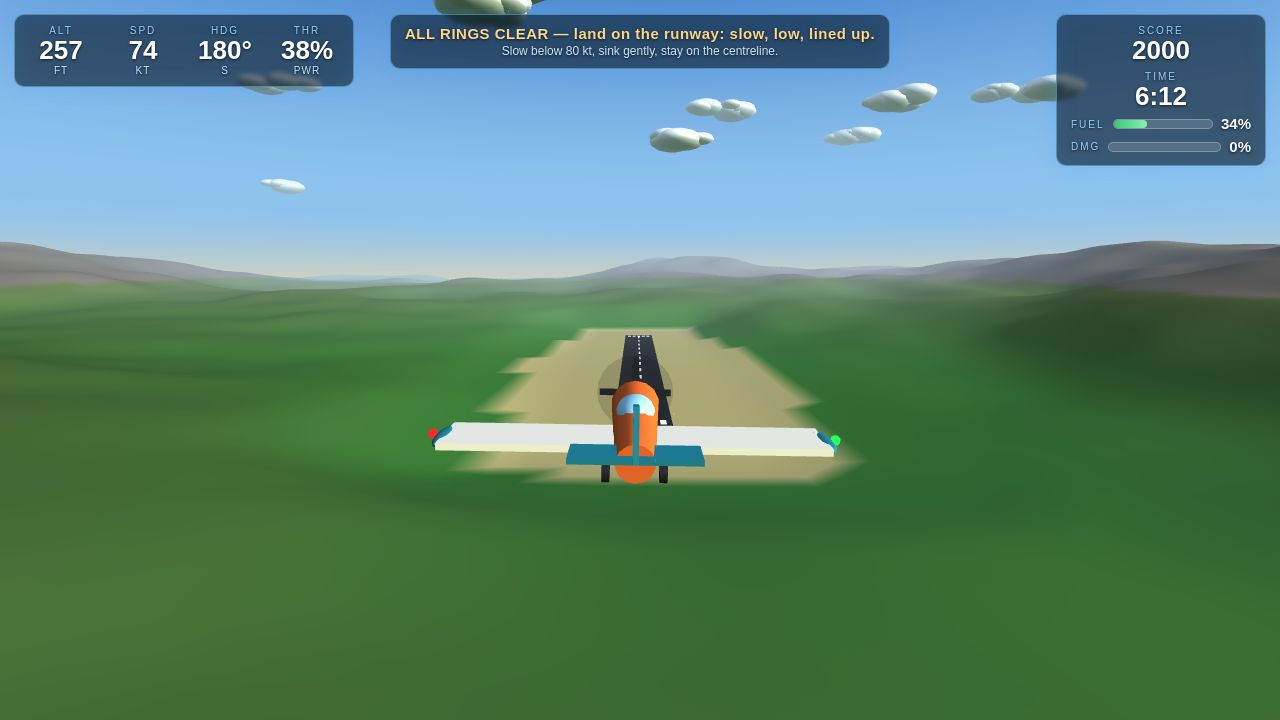 ALT SPD HDG THR
257 74 180° 38%
FT KT S PWR
ALL RINGS CLEAR — land on the runway: slow, low, lined up.
Slow below 80 kt, sink gently, stay on the centreline.
SCORE
2000
TIME
6:12
FUEL 34%
DMG 0%